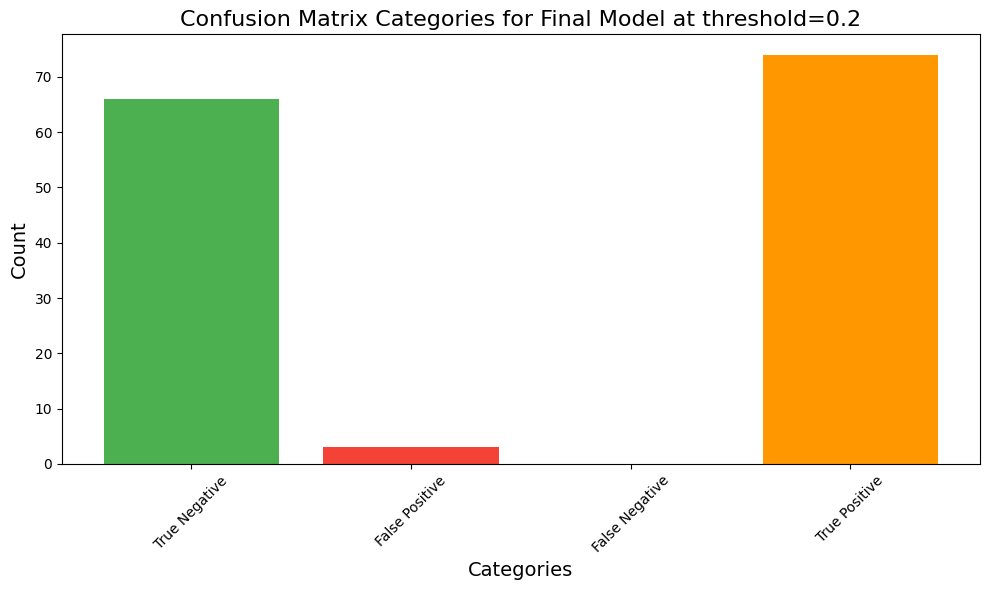 Confusion Matrix Categories for Final Model at threshold=0.2
Count
70
60
50
40
30
20
10
0
True Negative
False Positive
False Negative
True Positive
Categories